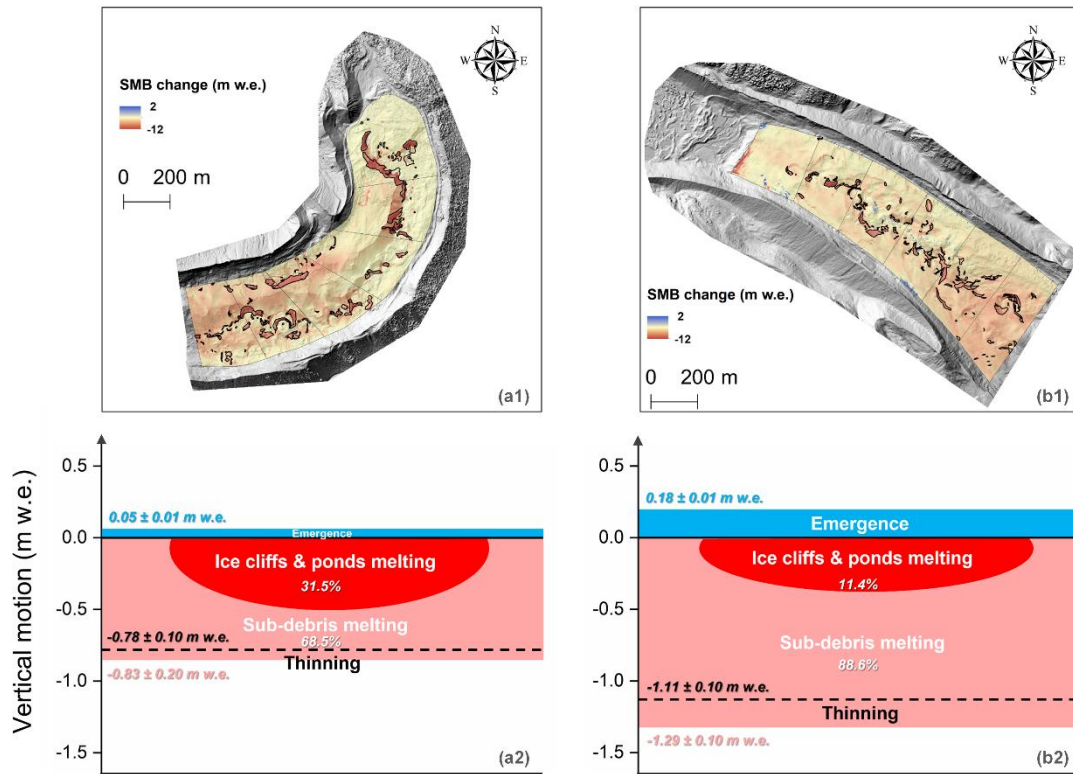 N
W E
S
SMB change (m w.e.)
2
-12
0 200 m
(a1)
N
W E
S
SMB change (m w.e.)
2
-12
0 200 m
(b1)
Vertical motion (m w.e.)
0.5
0.0
-0.5
-1.0
-1.5
0.05 ± 0.01 m w.e.
Emergence
Ice cliffs & ponds melting
31.5%
Sub-debris melting
68.5%
-0.78 ± 0.10 m w.e.
Thinning
-0.83 ± 0.20 m w.e.
(a2)
0.5
0.0
-0.5
-1.0
-1.5
0.18 ± 0.01 m w.e.
Emergence
Ice cliffs & ponds melting
11.4%
Sub-debris melting
88.6%
-1.11 ± 0.10 m w.e.
Thinning
-1.29 ± 0.10 m w.e.
(b2)